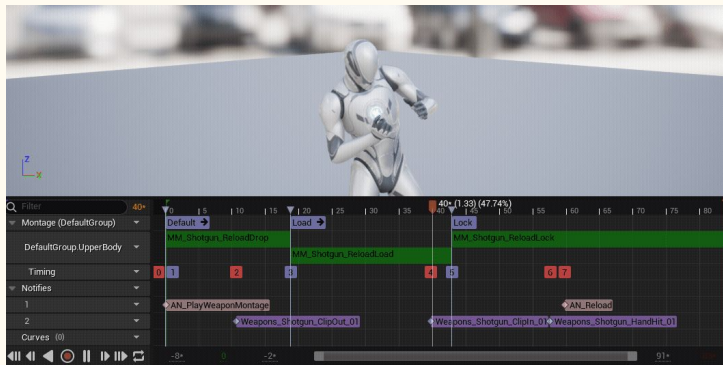 Z
X
Filter 40*
40* (1.33) (47.74%)
0 5 10 15 20 25 30 35 40 45 50 55 60 65 70 75 80
Montage (DefaultGroup) Default Load Lock
DefaultGroup.UpperBody MM_Shotgun_ReloadDrop MM_Shotgun_ReloadLock
MM_Shotgun_ReloadLoad
Timing 0 1 2 3 4 5 6 7
Notifies
1 AN_PlayWeaponMontage AN_Reload
2 Weapons_Shotgun_ClipOut_01 Weapons_Shotgun_ClipIn_01 Weapons_Shotgun_HandHit_01
Curves (0)
-8* 0 -2* 91*